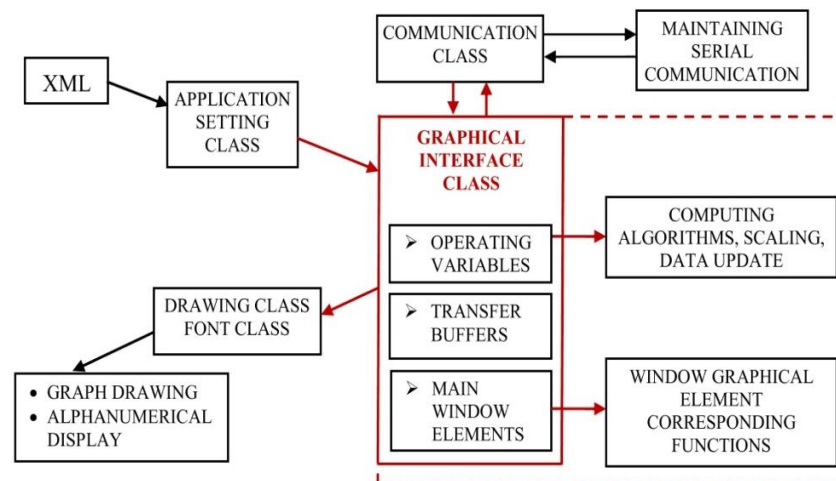 COMMUNICATION
CLASS
MAINTAINING
SERIAL
COMMUNICATION
XML
APPLICATION
SETTING
CLASS
GRAPHICAL
INTERFACE
CLASS
➢ OPERATING
VARIABLES
➢ TRANSFER
BUFFERS
➢ MAIN
WINDOW
ELEMENTS
COMPUTING
ALGORITHMS, SCALING,
DATA UPDATE
DRAWING CLASS
FONT CLASS
• GRAPH DRAWING
• ALPHANUMERICAL
DISPLAY
WINDOW GRAPHICAL
ELEMENT
CORRESPONDING
FUNCTIONS